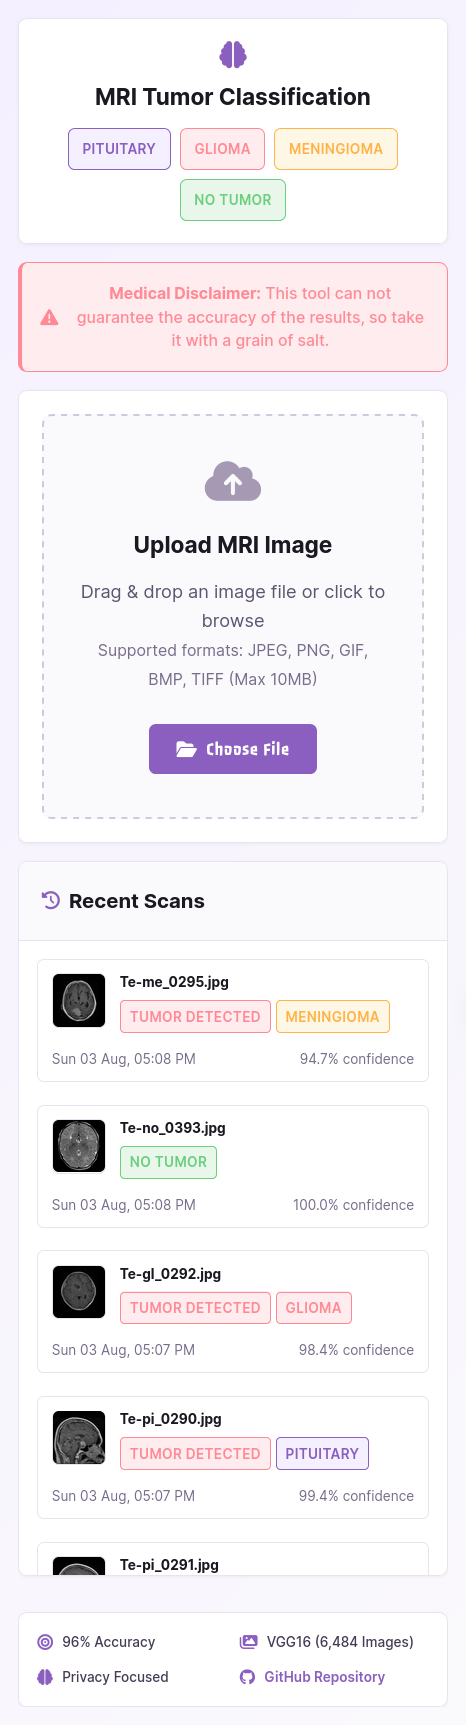 MRI Tumor Classification
PITUITARY GLIOMA MENINGIOMA
NO TUMOR
Medical Disclaimer: This tool can not
guarantee the accuracy of the results, so take
it with a grain of salt.
Upload MRI Image
Drag & drop an image file or click to
browse
Supported formats: JPEG, PNG, GIF,
BMP, TIFF (Max 10MB)
Choose File
Recent Scans
Te-me_0295.jpg
TUMOR DETECTED MENINGIOMA
Sun 03 Aug, 05:08 PM 94.7% confidence
Te-no_0393.jpg
NO TUMOR
Sun 03 Aug, 05:08 PM 100.0% confidence
Te-gl_0292.jpg
TUMOR DETECTED GLIOMA
Sun 03 Aug, 05:07 PM 98.4% confidence
Te-pi_0290.jpg
TUMOR DETECTED PITUITARY
Sun 03 Aug, 05:07 PM 99.4% confidence
Te-pi_0291.jpg
96% Accuracy VGG16 (6,484 Images)
Privacy Focused GitHub Repository